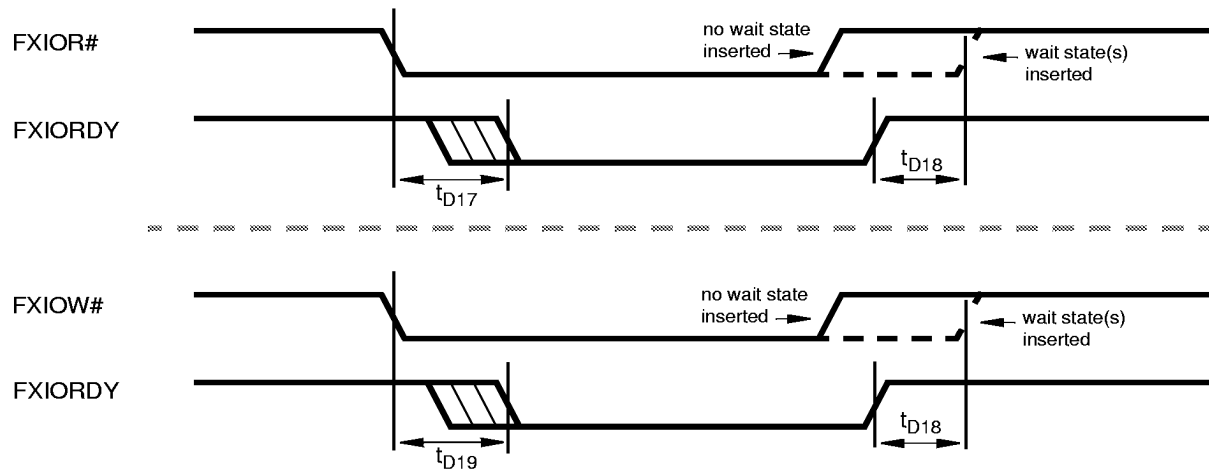 FXIOR#
no wait state
inserted
wait state(s)
inserted
FXIORDY
tD17
tD18
FXIOW#
no wait state
inserted
wait state(s)
inserted
FXIORDY
tD19
tD18